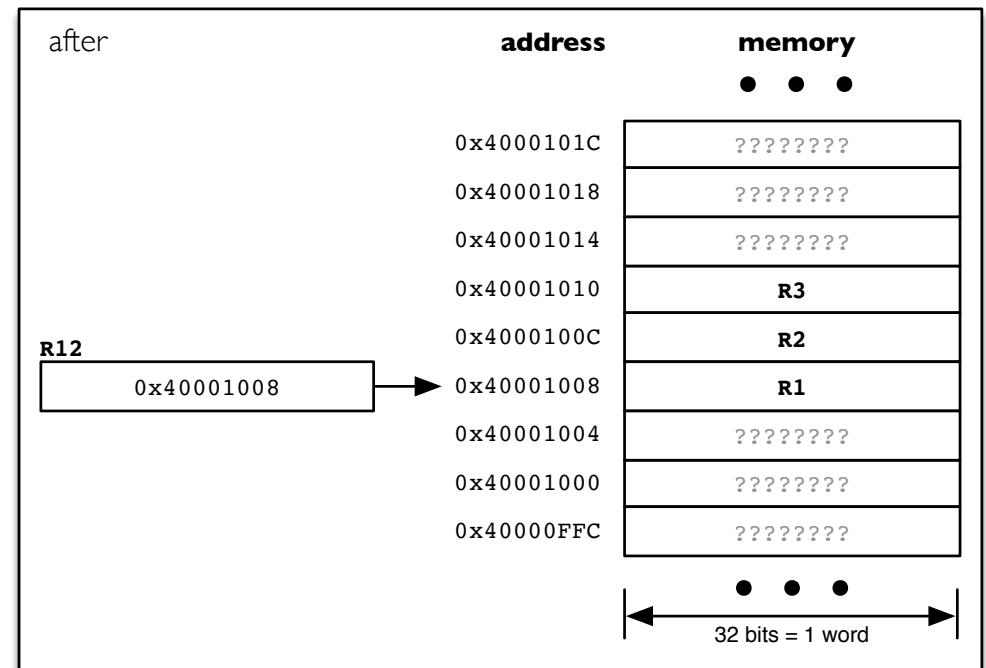 after address memory
• • •
0x4000101C ????????
0x40001018 ????????
0x40001014 ????????
0x40001010 R3
0x4000100C R2
R12
0x40001008 0x40001008 R1
0x40001004 ????????
0x40001000 ????????
0x40000FFC ????????
• • •
32 bits = 1 word